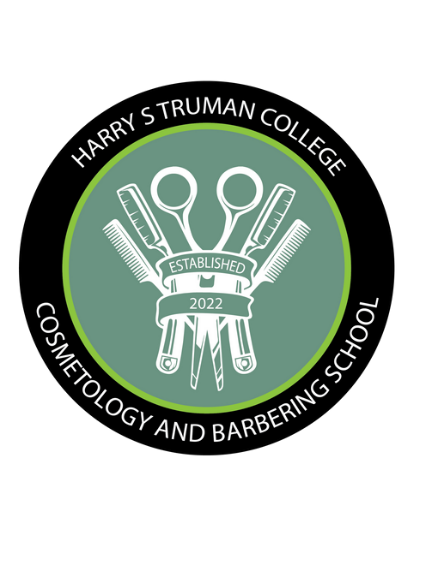 HARRY S TRUMAN COLLEGE
ESTABLISHED
2022
COSMETOLOGY AND BARBERING SCHOOL